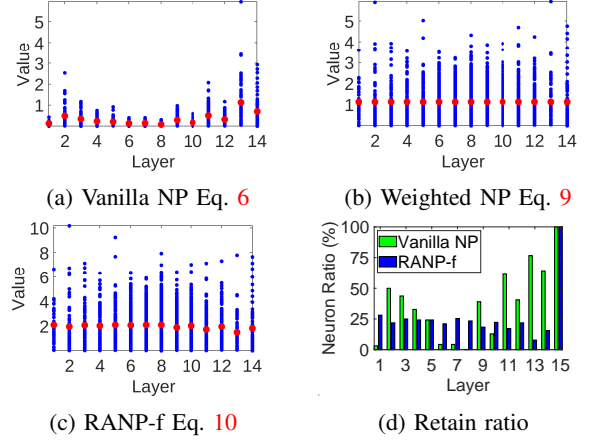 5
4
3
2
1
Value
2 4 6 8 10 12 14
Layer
(a) Vanilla NP Eq. 6
5
4
3
2
1
Value
2 4 6 8 10 12 14
Layer
(b) Weighted NP Eq. 9
10
8
6
4
2
Value
2 4 6 8 10 12 14
Layer
(c) RANP-f Eq. 10
100
75
50
25
0
Neuron Ratio (%)
Vanilla NP
RANP-f
1 3 5 7 9 11 13 15
Layer
(d) Retain ratio